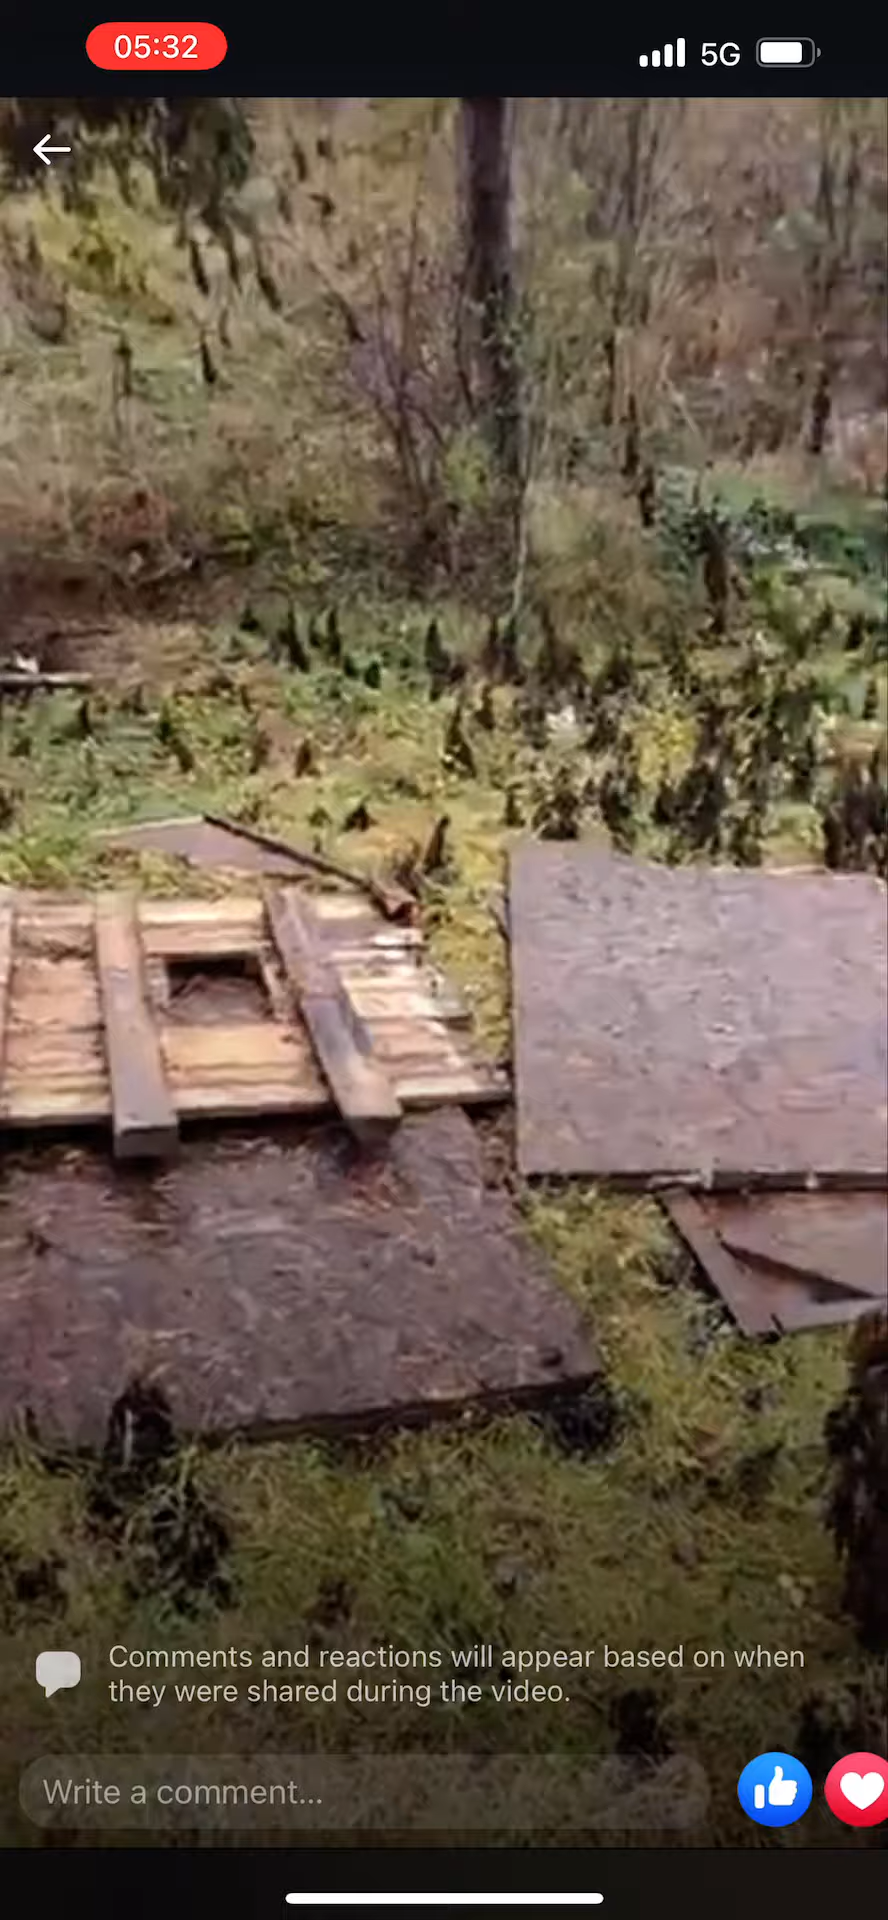 05:32
5G
Comments and reactions will appear based on when
they were shared during the video.
Write a comment...